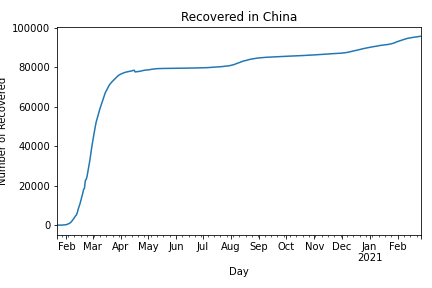 Recovered in China
Number of Recovered
100000
80000
60000
40000
20000
0
Feb Mar Apr May Jun Jul Aug Sep Oct Nov Dec Jan Feb
2021
Day